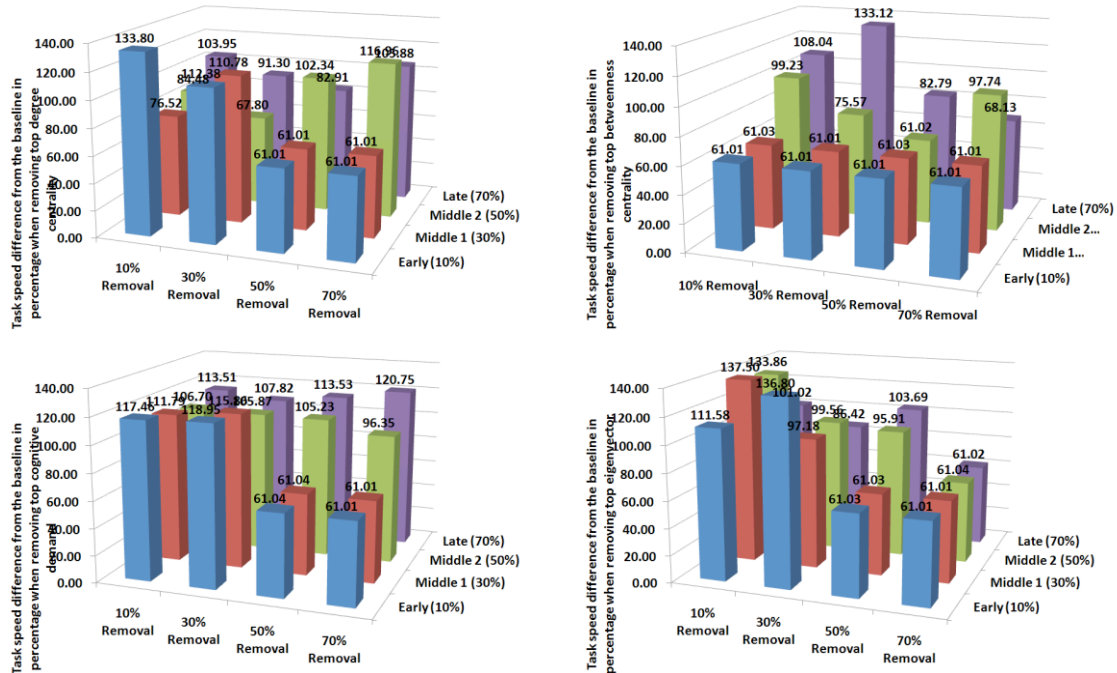 Task speed difference from the baseline in
percentage when removing top degree
centrality
140.00
120.00
100.00
80.00
60.00
40.00
20.00
0.00
133.80
76.52
84.48
103.95
112.38
110.78
67.80
91.30
61.01
61.01
102.34
82.91
61.01
61.01
116.96
105.88
10%
Removal
30%
Removal
50%
Removal
70%
Removal
Late (70%)
Middle 2 (50%)
Middle 1 (30%)
Early (10%)
Task speed difference from the baseline in
percentage when removing top betweenness
centrality
140.00
120.00
100.00
80.00
60.00
40.00
20.00
0.00
61.01
61.03
99.23
108.04
61.01
61.01
75.57
133.12
61.01
61.03
61.02
82.79
61.01
61.01
97.74
68.13
10% Removal
30% Removal
50% Removal
70% Removal
Late (70%)
Middle 2...
Middle 1...
Early (10%)
Task speed difference from the baseline in
percentage when removing top cognitive
demand
140.00
120.00
100.00
80.00
60.00
40.00
20.00
0.00
117.46
111.79
106.70
113.51
118.95
105.87
107.82
61.04
61.04
105.23
113.53
61.01
61.01
96.35
120.75
10%
Removal
30%
Removal
50%
Removal
70%
Removal
Late (70%)
Middle 2 (50%)
Middle 1 (30%)
Early (10%)
Task speed difference from the baseline in
percentage when removing top eigenvector
140.00
120.00
100.00
80.00
60.00
40.00
20.00
0.00
111.58
137.50
133.86
101.02
136.80
97.18
99.56
86.42
61.03
61.03
95.91
103.69
61.01
61.01
61.04
61.02
10%
Removal
30%
Removal
50%
Removal
70%
Removal
Late (70%)
Middle 2 (50%)
Middle 1 (30%)
Early (10%)